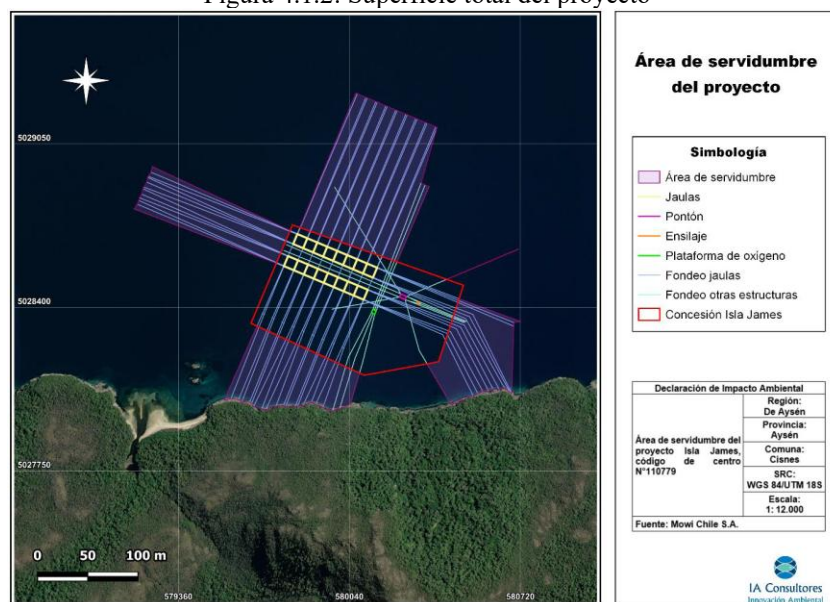 Figura 4.1.2: Superficie total del proyecto
5029050
5028400
5027750
0 50 100 m
579360
580040
580720
Área de servidumbre
del proyecto
Simbología
Área de servidumbre
Jaulas
Pontón
Ensilaje
Plataforma de oxígeno
Fondeo jaulas
Fondeo otras estructuras
Concesión Isla James
Declaración de Impacto Ambiental
Área de servidumbre del
proyecto Isla James,
código de centro
N°110779
Región:
De Aysén
Provincia:
Aysén
Comuna:
Cisnes
SRC:
WGS 84/UTM 18S
Escala:
1: 12.000
Fuente: Mowi Chile S.A.
IA Consultores
Innovación Ambiental